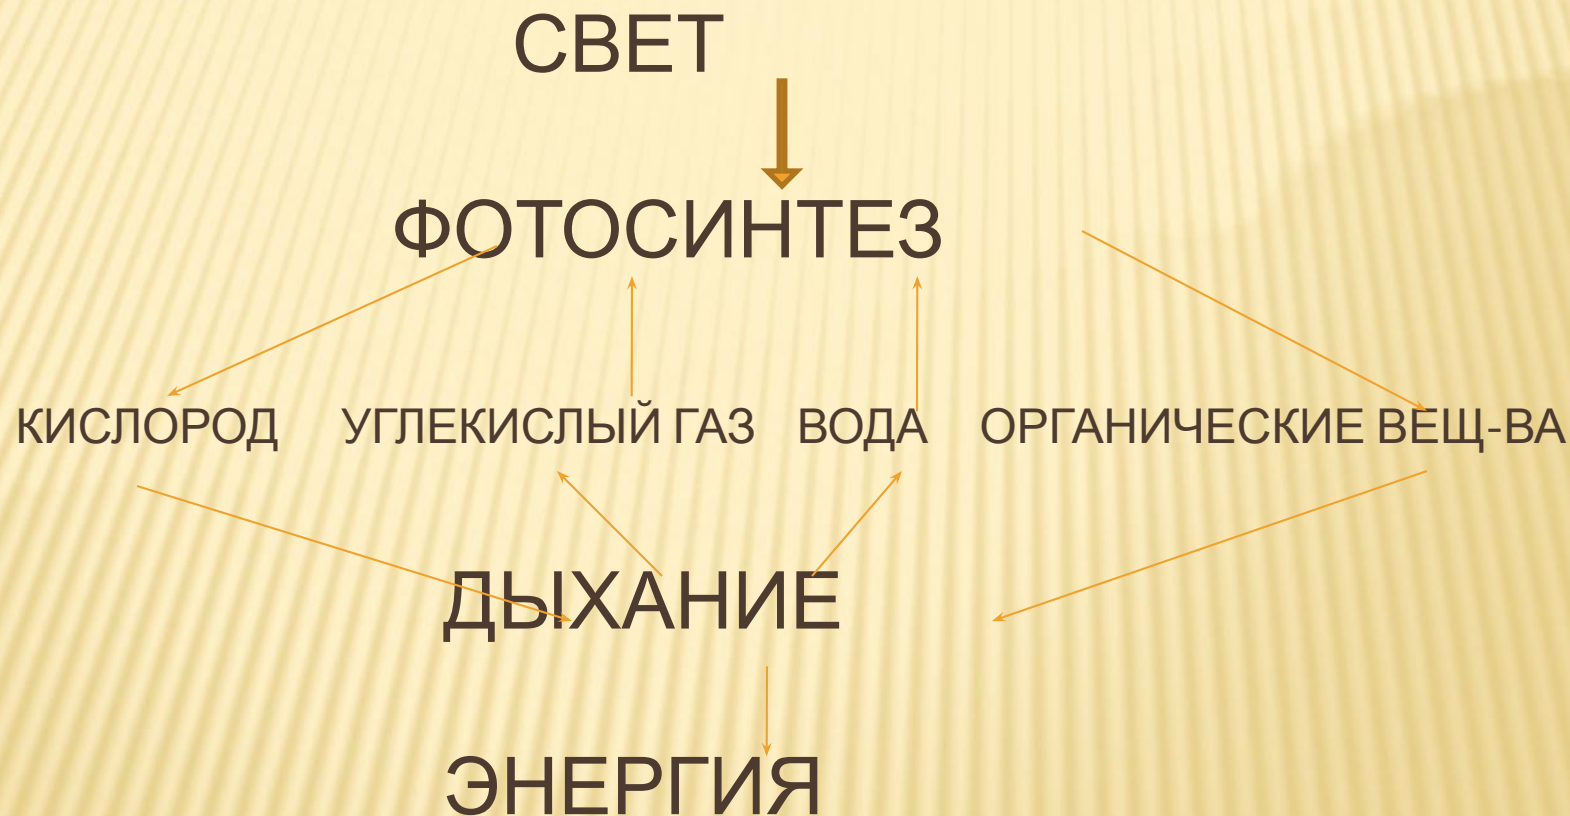 СВЕТ
ФОТОСИНТЕЗ
КИСЛОРОД УГЛЕКИСЛЫЙ ГАЗ ВОДА ОРГАНИЧЕСКИЕ ВЕЩ-ВА
ДЫХАНИЕ
ЭНЕРГИЯ